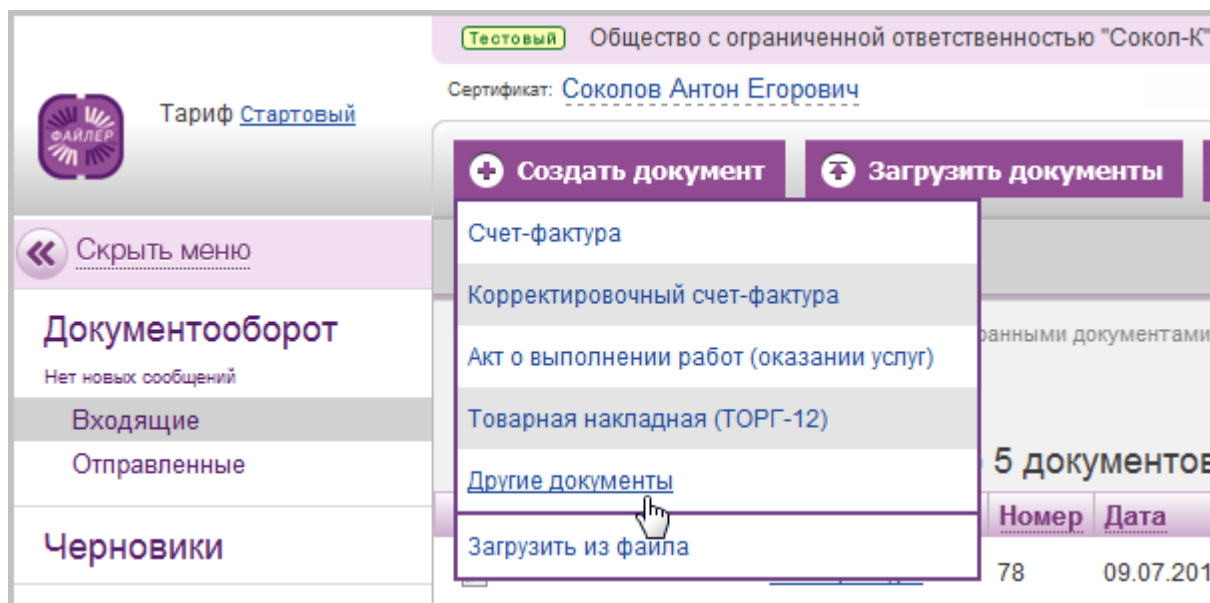 Тестовый Общество с ограниченной ответственностью "Сокол-К"
Сертификат: Соколов Антон Егорович
ФАЙЛЕР
Тариф Стартовый
Создать документ
Загрузить документы
Скрыть меню
Документооборот
Нет новых сообщений
Входящие
Отправленные
Черновики
Счет-фактура
Корректировочный счет-фактура
Акт о выполнении работ (оказании услуг)
Товарная накладная (ТОРГ-12)
Другие документы
Загрузить из файла
документами
5 документов
Номер Дата
78 09.07.201